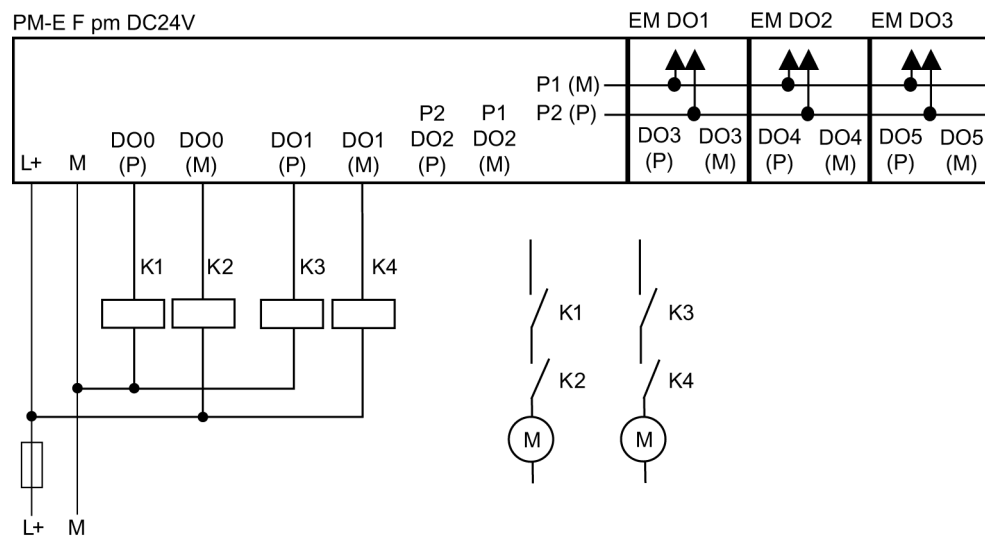 PM-E F pm DC24V
EM DO1 EM DO2 EM DO3
P1 (M)
P2 (P)
L+ M DO0 (P) DO0 (M) DO1 (P) DO1 (M) P2 DO2 (P) P1 DO2 (M)
DO3 (P) DO3 (M) DO4 (P) DO4 (M) DO5 (P) DO5 (M)
K1 K2 K3 K4
K1 K3
K2 K4
M M
L+ M